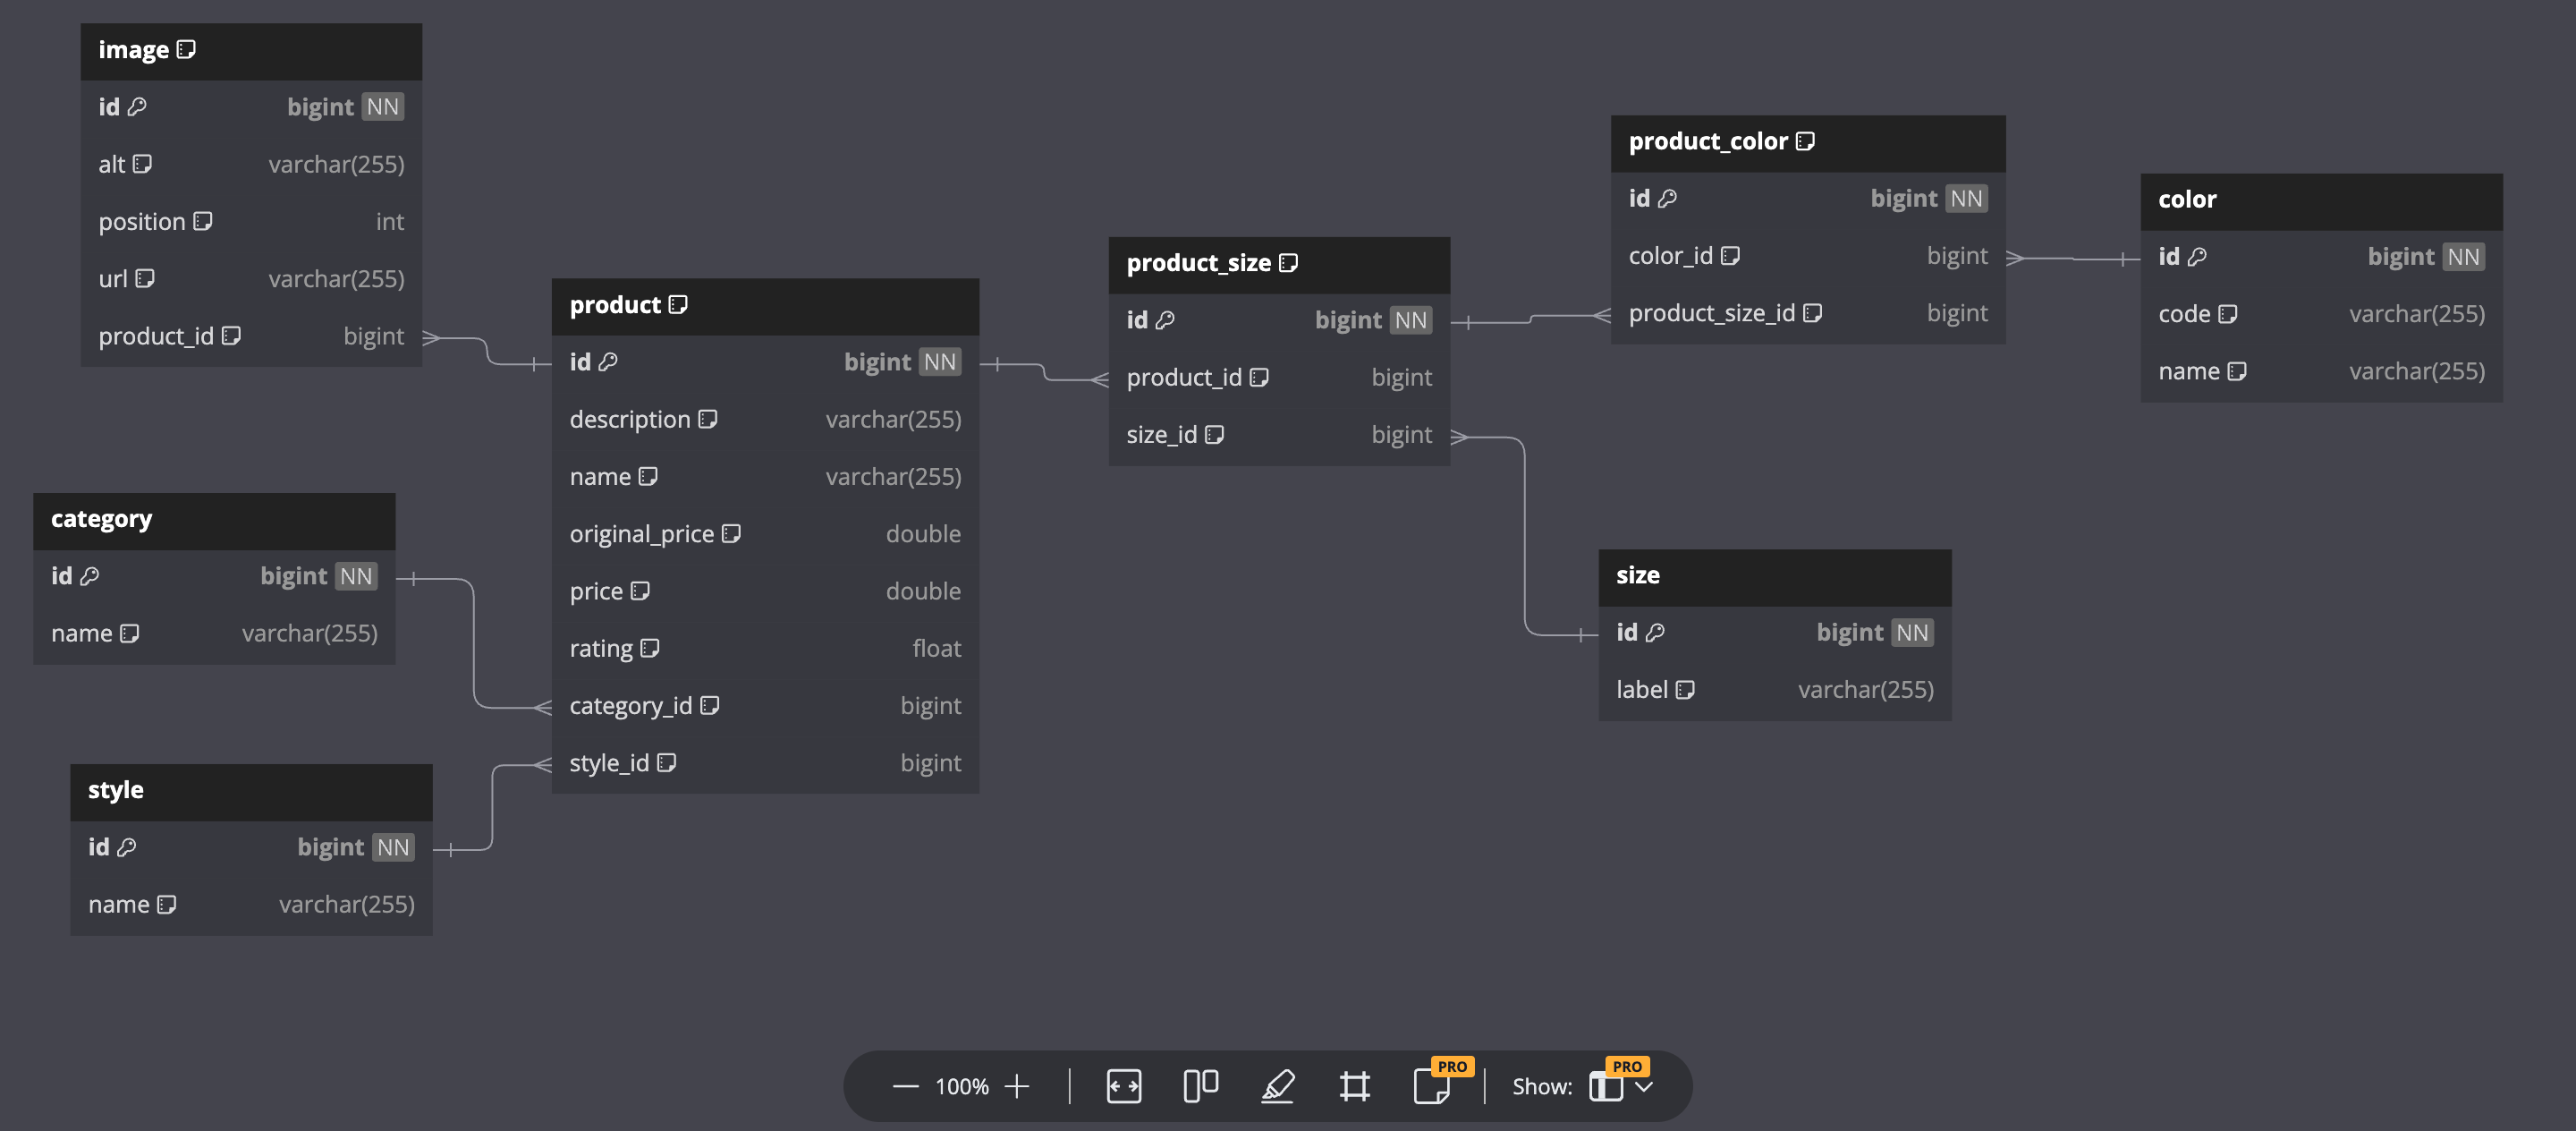 image
id bigint NN
alt varchar(255)
position int
url varchar(255)
product_id bigint
category
id bigint NN
name varchar(255)
style
id bigint NN
name varchar(255)
product
id bigint NN
description varchar(255)
name varchar(255)
original_price double
price double
rating float
category_id bigint
style_id bigint
product_size
id bigint NN
product_id bigint
size_id bigint
product_color
id bigint NN
color_id bigint
product_size_id bigint
size
id bigint NN
label varchar(255)
color
id bigint NN
code varchar(255)
name varchar(255)
100%
PRO
Show:
PRO